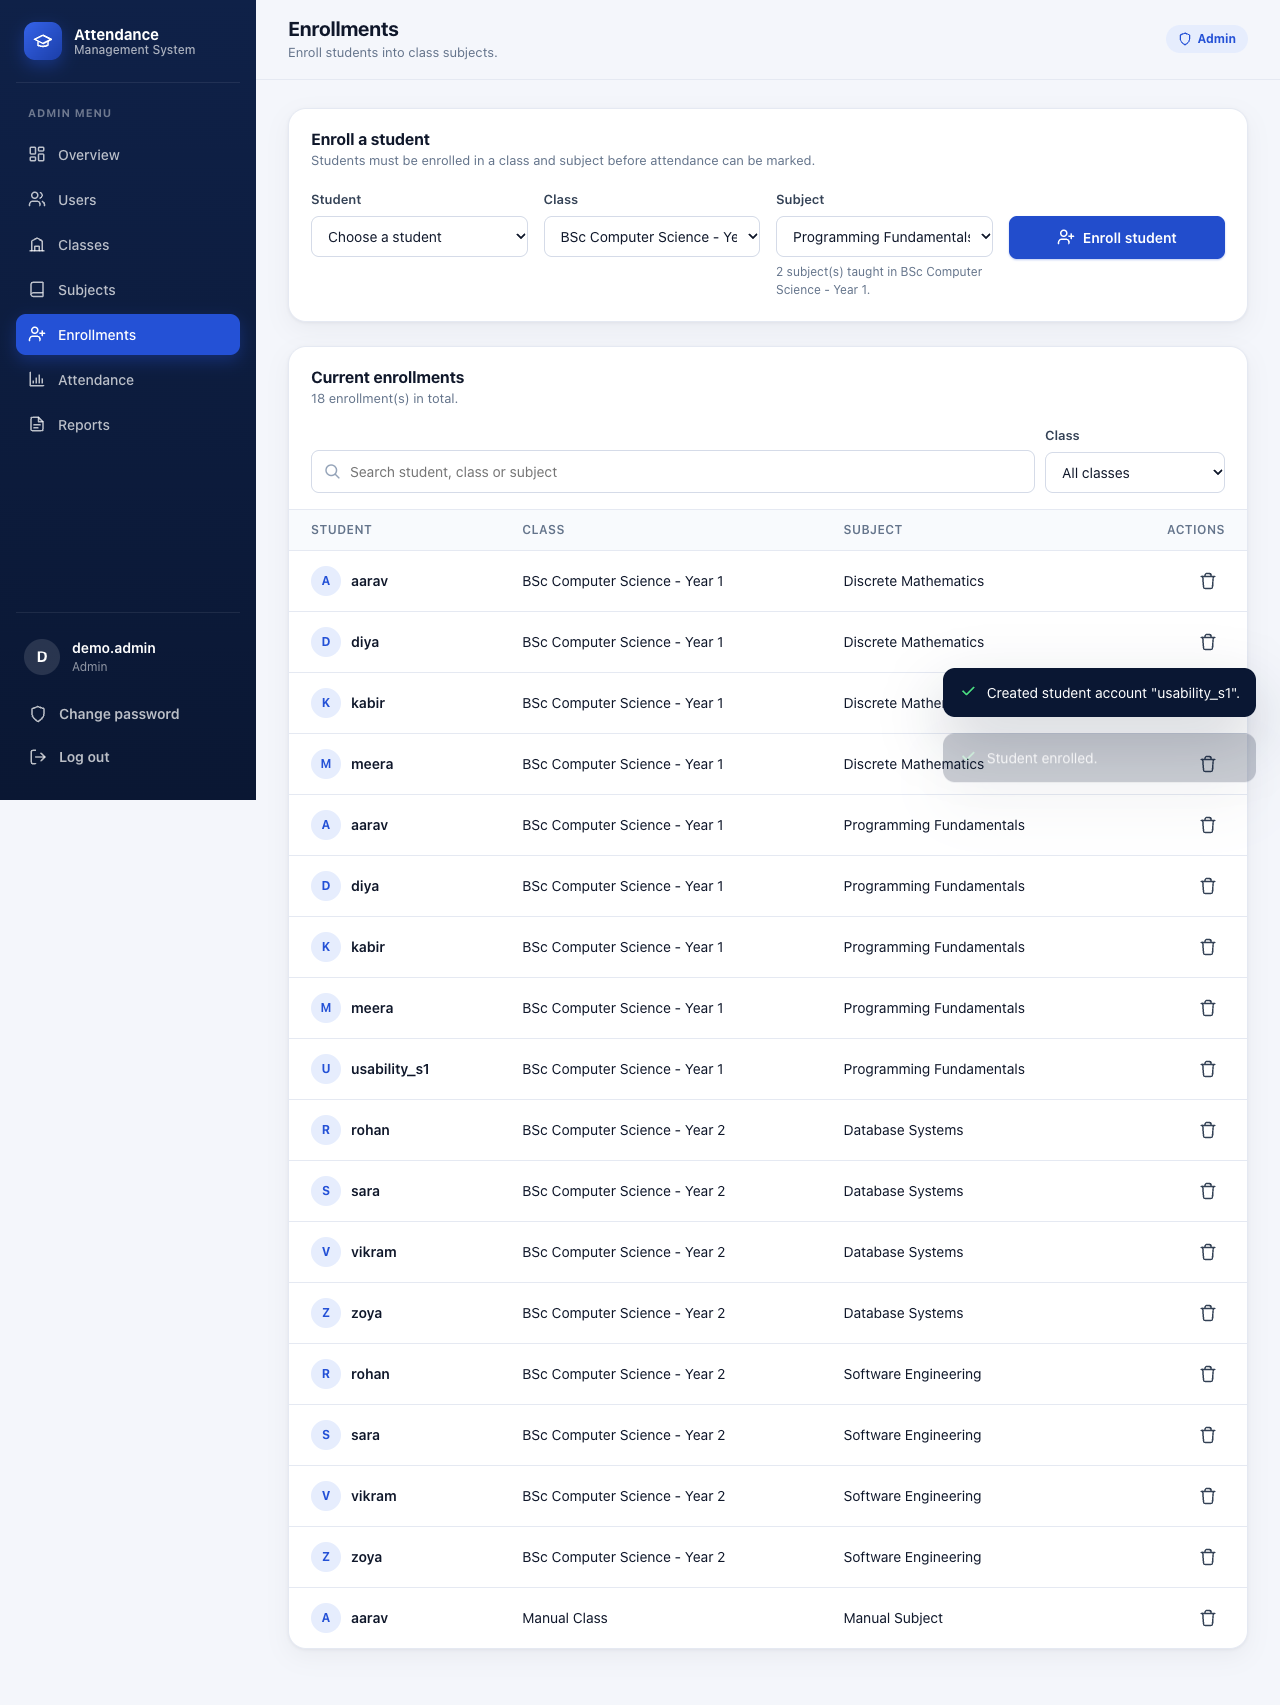 Attendance
Management System
ADMIN MENU
Overview
Users
Classes
Subjects
Enrollments
Attendance
Reports
D
demo.admin
Admin
Change password
Log out
Enrollments
Enroll students into class subjects.
Admin
Enroll a student
Students must be enrolled in a class and subject before attendance can be marked.
Student
Class
Subject
Choose a student
BSc Computer Science - Ye
Programming Fundamentals
Enroll student
2 subject(s) taught in BSc Computer
Science - Year 1.
Current enrollments
18 enrollment(s) in total.
Class
Search student, class or subject
All classes
STUDENT CLASS SUBJECT ACTIONS
A aarav BSc Computer Science - Year 1 Discrete Mathematics
D diya BSc Computer Science - Year 1 Discrete Mathematics
K kabir BSc Computer Science - Year 1 Discrete Mathe
Created student account "usability_s1".
M meera BSc Computer Science - Year 1 Discrete Mathematics
Student enrolled.
A aarav BSc Computer Science - Year 1 Programming Fundamentals
D diya BSc Computer Science - Year 1 Programming Fundamentals
K kabir BSc Computer Science - Year 1 Programming Fundamentals
M meera BSc Computer Science - Year 1 Programming Fundamentals
U usability_s1 BSc Computer Science - Year 1 Programming Fundamentals
R rohan BSc Computer Science - Year 2 Database Systems
S sara BSc Computer Science - Year 2 Database Systems
V vikram BSc Computer Science - Year 2 Database Systems
Z zoya BSc Computer Science - Year 2 Database Systems
R rohan BSc Computer Science - Year 2 Software Engineering
S sara BSc Computer Science - Year 2 Software Engineering
V vikram BSc Computer Science - Year 2 Software Engineering
Z zoya BSc Computer Science - Year 2 Software Engineering
A aarav Manual Class Manual Subject